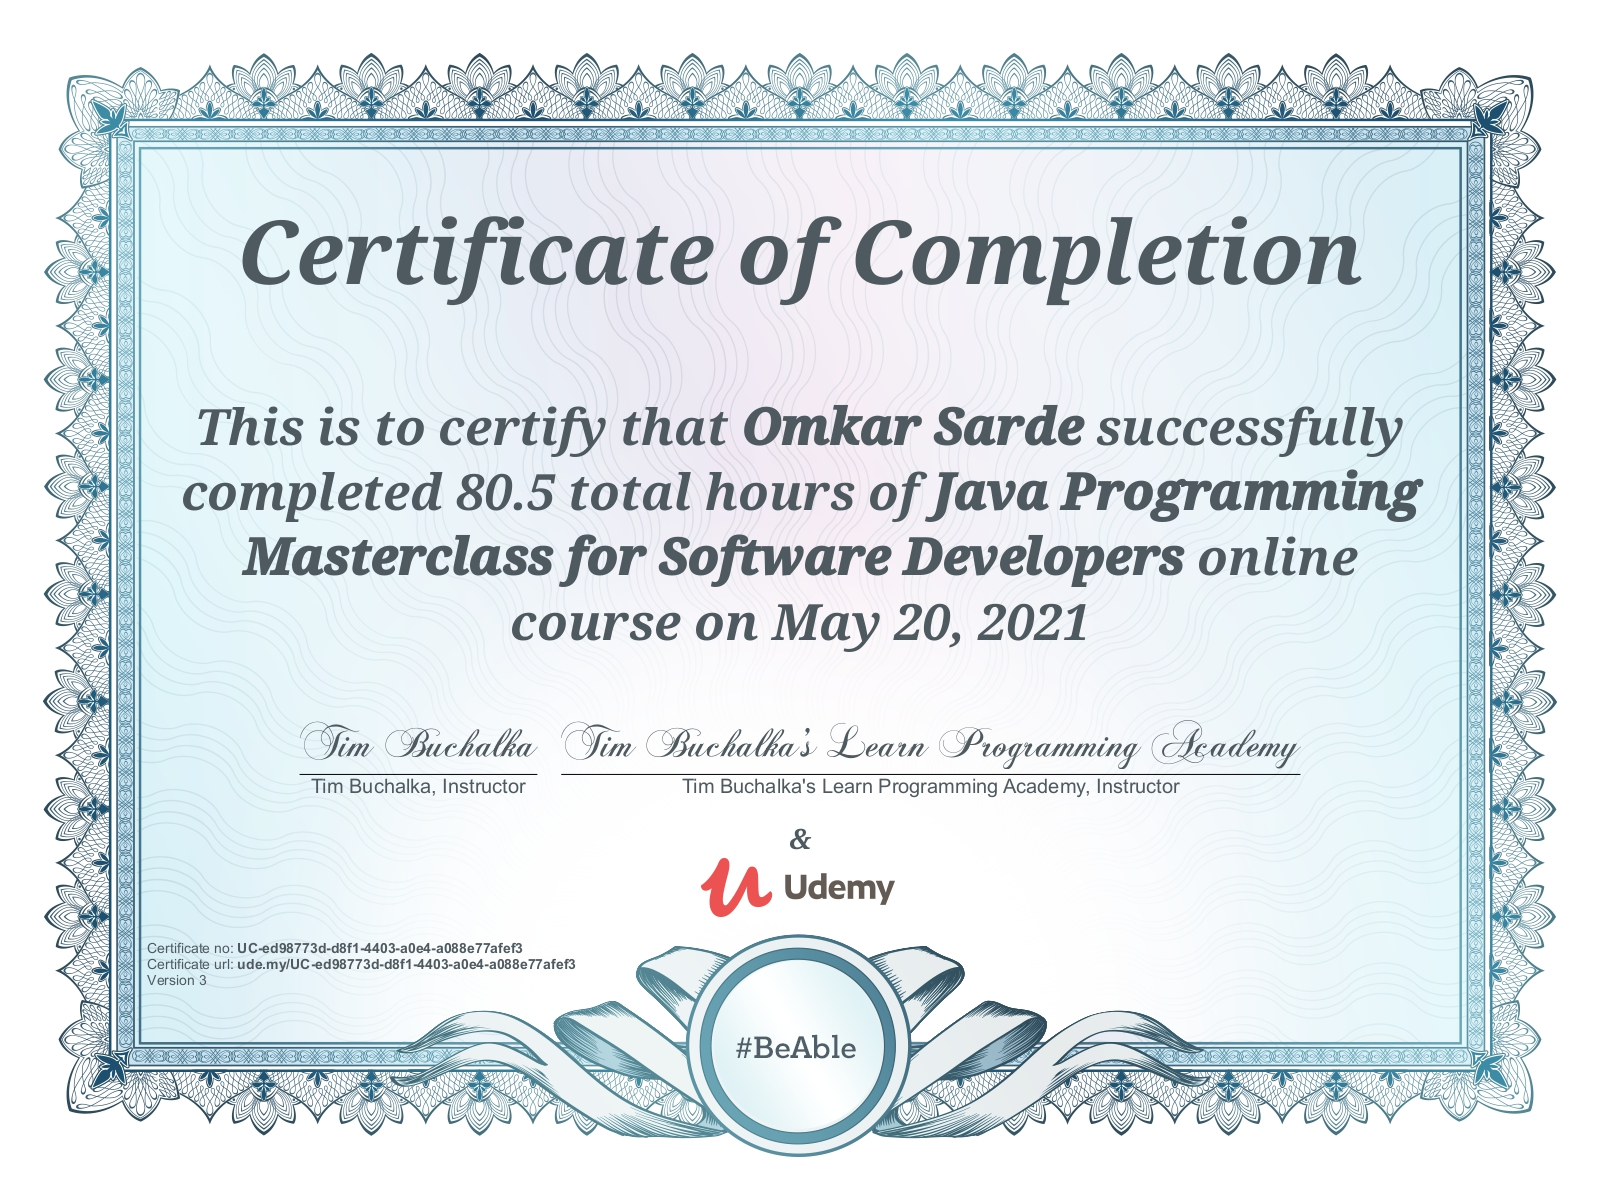 Certificate of Completion
This is to certify that Omkar Sarde successfully
completed 80.5 total hours of Java Programming
Masterclass for Software Developers online
course on May 20, 2021
Tim Buchalka
Tim Buchalka's Learn Programming Academy
Tim Buchalka, Instructor
Tim Buchalka's Learn Programming Academy, Instructor
&
Udemy
Certificate no: UC-ed98773d-d8f1-4403-a0e4-a088e77afef3
Certificate url: ude.my/UC-ed98773d-d8f1-4403-a0e4-a088e77afef3
Version 3
#BeAble